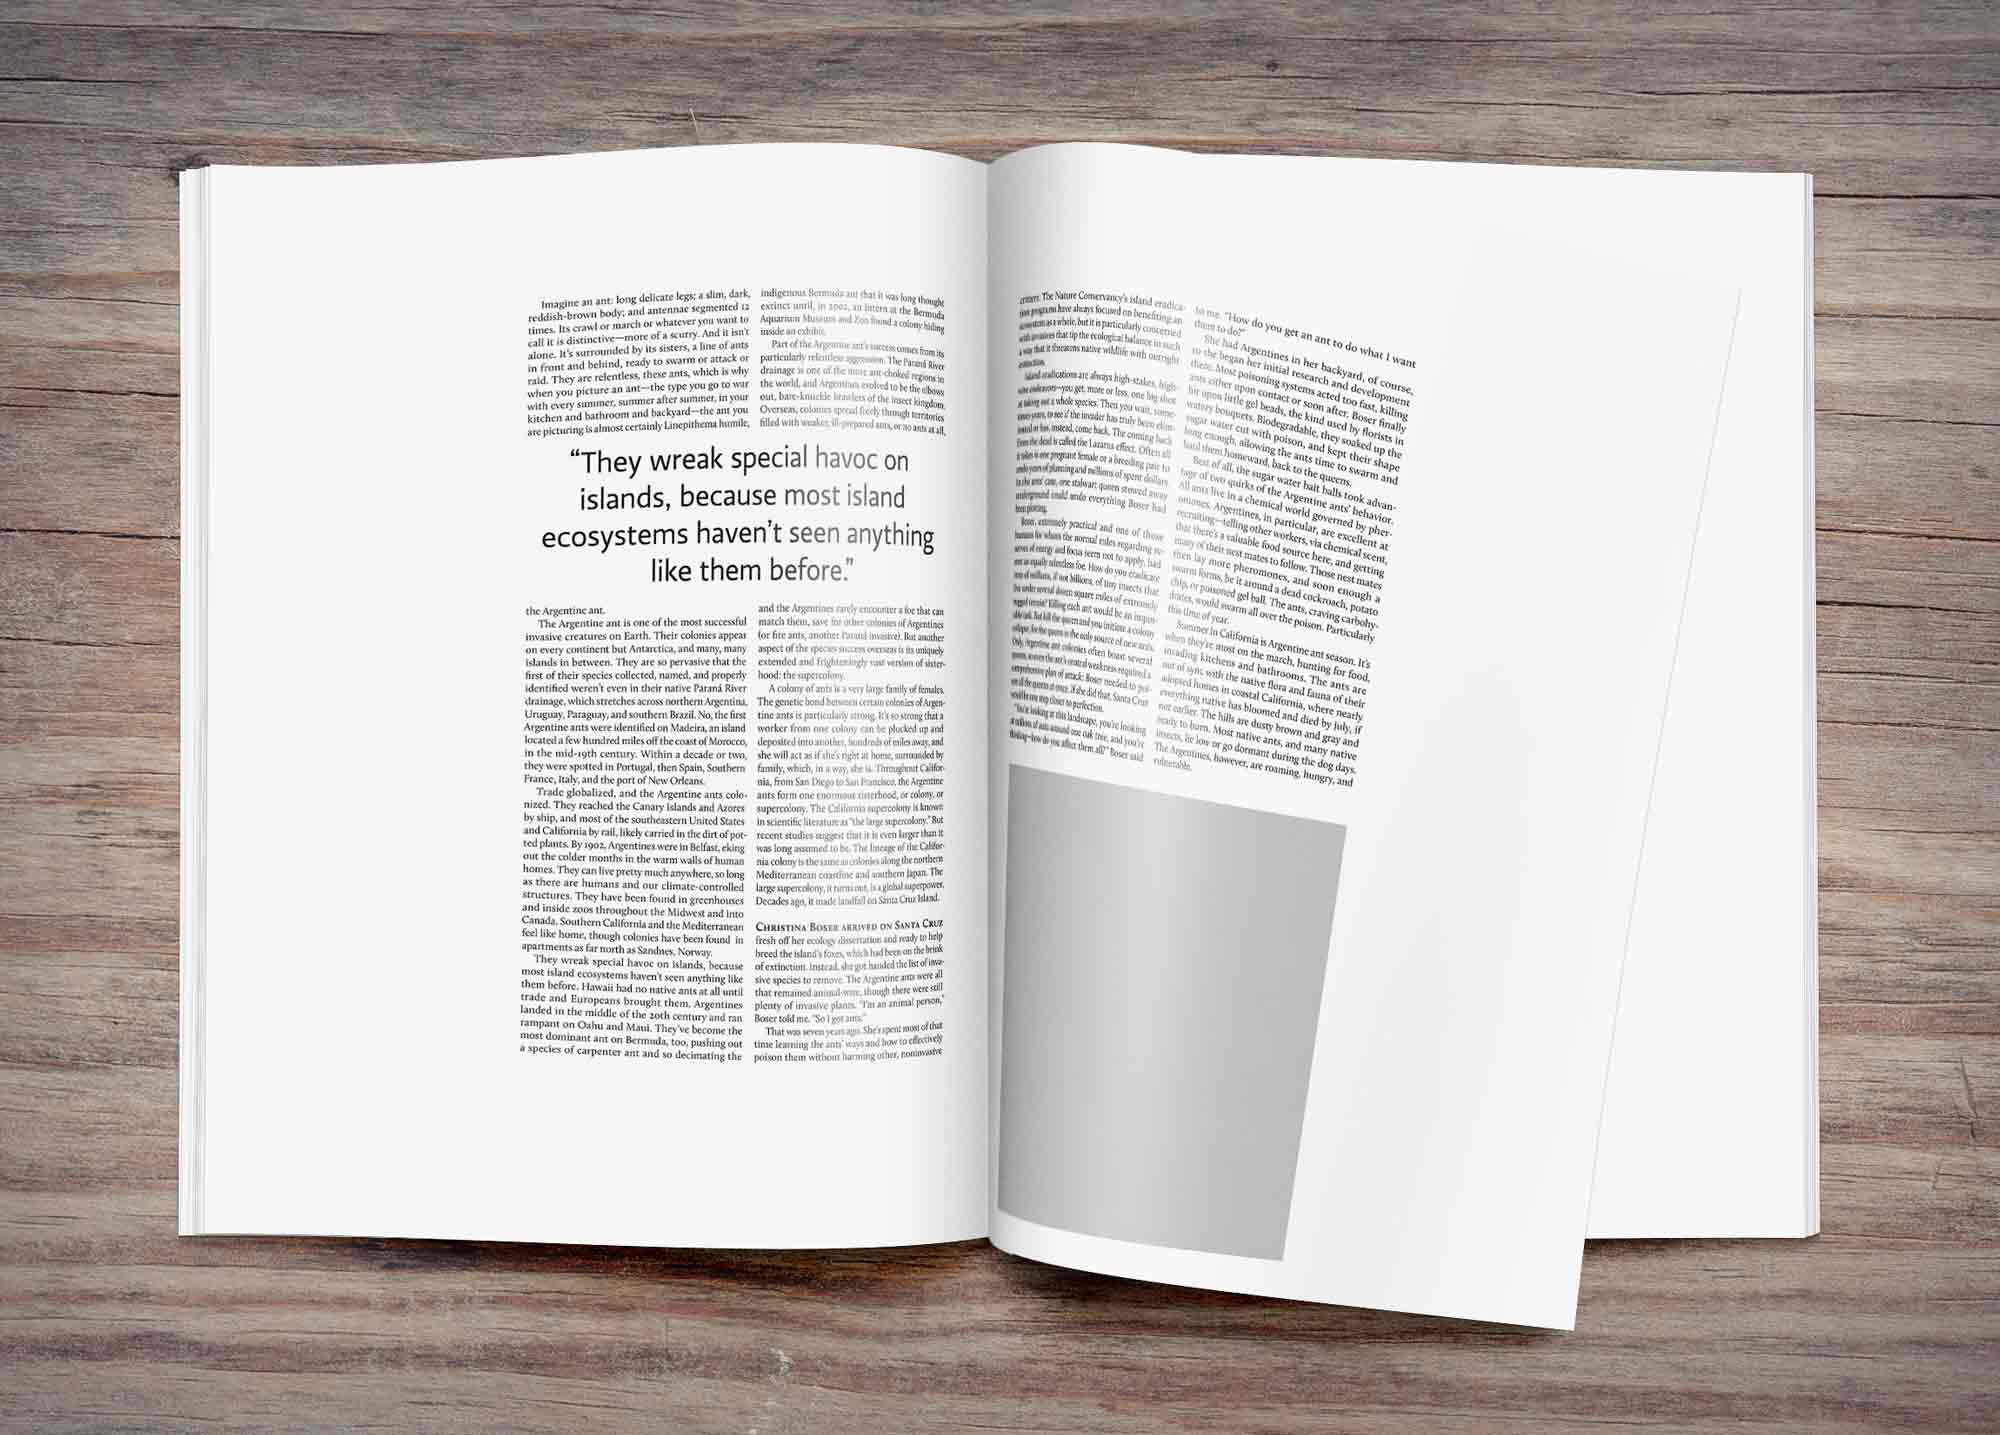 Imagine an ant: long delicate legs; a slim, dark,
reddish-brown body; and antennae segmented 12
times. Its crawl or march or whatever you want to
call it is distinctive—more of a scurry. And it isn't
alone. It's surrounded by its sisters, a line of ants
in front and behind, ready to swarm or attack or
raid. They are relentless, these ants, which is why
when you picture an ant—the type you go to war
with every summer, summer after summer, in your
kitchen and bathroom and backyard—the ant you
are picturing is almost certainly Linepithema humile,
“They wreak special havoc on
islands, because most island
ecosystems haven’t seen anything
like them before.”
the Argentine ant.
The Argentine ant is one of the most successful
invasive creatures on Earth. Their colonies appear
on every continent but Antarctica, and many, many
islands in between. They are so pervasive that the
first of their species collected, named, and properly
identified weren't even in their native Paraná River
drainage, which stretches across northern Argentina,
Uruguay, Paraguay, and southern Brazil. No, the first
Argentine ants were identified on Madeira, an island
located a few hundred miles off the coast of Morocco,
in the mid-19th century. Within a decade or two,
they were spotted in Portugal, then Spain, Southern
France, Italy, and the port of New Orleans.
Trade globalized, and the Argentine ants colo-
nized. They reached the Canary Islands and Azores
by ship, and most of the southeastern United States
and California by rail, likely carried in the dirt of pot-
ted plants. By 1902, Argentines were in Belfast, eking
out the colder months in the warm walls of human
homes. They can live pretty much anywhere, so long
as there are humans and our climate-controlled
structures. They have been found in greenhouses
and inside zoos throughout the Midwest and into
Canada. Southern California and the Mediterranean
feel like home, though colonies have been found in
apartments as far north as Sandnes, Norway.
They wreak special havoc on islands, because
most island ecosystems haven't seen anything like
them before. Hawaii had no native ants at all until
trade and Europeans brought them. Argentines
landed in the middle of the 20th century and ran
rampant on Oahu and Maui. They've become the
most dominant ant on Bermuda, too, pushing out
a species of carpenter ant and so decimating the
indigenous Bermuda ant that it was long thought
extinct until, in 2002, an intern at the Bermuda
Aquarium Museum and Zoo found a colony hiding
inside an exhibit.
Part of the Argentine ant's success comes from its
particularly relentless aggression. The Paraná River
drainage is one of the more ant-choked regions in
the world, and Argentines evolved to be the elbows
out, bare-knuckle brawlers of the insect kingdom.
Overseas, colonies spread freely through territories
filled with weaker, ill-prepared ants, or no ants at all,
and the Argentines rarely encounter a foe that can
match them, save for other colonies of Argentines
(or fire ants, another Paraná invasive). But another
aspect of the species success overseas is its uniquely
extended and frighteningly vast version of sister-
hood: the supercolony.
A colony of ants is a very large family of females.
The genetic bond between certain colonies of Argen-
tine ants is particularly strong. It's so strong that a
worker from one colony can be plucked up and
deposited into another, hundreds of miles away, and
she will act as if she's right at home, surrounded by
family, which, in a way, she is. Throughout Califor-
nia, from San Diego to San Francisco, the Argentine
ants form one enormous sisterhood, or colony, or
supercolony. The California supercolony is known
in scientific literature as "the large supercolony." But
recent studies suggest that it is even larger than it
was long assumed to be. The lineage of the Califor-
nia colony is the same as colonies along the northern
Mediterranean coastline and southern Japan. The
large supercolony, it turns out, is a global superpower.
Decades ago, it made landfall on Santa Cruz Island.
Christina Boser arrived on Santa Cruz
fresh off her ecology dissertation and ready to help
breed the island's foxes, which had been on the brink
of extinction. Instead, she got handed the list of inva-
sive species to remove. The Argentine ants were all
that remained animal-wise, though there were still
plenty of invasive plants. "I'm an animal person,"
Boser told me. "So I got ants."
That was seven years ago. She's spent most of that
time learning the ants' ways and how to effectively
poison them without harming other, noninvasive
critters. The Nature Conservancy's island eradica-
tion programs have always focused on benefiting an
ecosystem as a whole, but it is particularly concerned
with invasives that tip the ecological balance in such
a way that it threatens native wildlife with outright
extinction.
Island eradications are always high-stakes, high-
wire endeavors—you get, more or less, one big shot
at taking out a whole species. Then you wait, some-
times years, to see if the invader has truly been elim-
inated or has, instead, come back. The coming back
from the dead is called the Lazarus effect. Often all
it takes is one pregnant female or a breeding pair to
undo years of planning and millions of spent dollars.
In the ants' case, one stalwart queen stowed away
underground could undo everything Boser had
been plotting.
Boser, extremely practical and one of those
humans for whom the normal rules regarding re-
serves of energy and focus seem not to apply, had
met an equally relentless foe. How do you eradicate
tens of millions, if not billions, of tiny insects that
live under several dozen square miles of extremely
rugged terrain? Killing each ant would be an impos-
sible task. But kill the queen and you initiate a colony
collapse, for the queen is the only source of new ants.
Only, Argentine ant colonies often boast several
queens, so even the ant's central weakness required a
comprehensive plan of attack: Boser needed to poi-
son all the queens at once. If she did that, Santa Cruz
would be one step closer to perfection.
"You're looking at this landscape, you're looking
at millions of ants around one oak tree, and you're
thinking—how do you affect them all?" Boser said
to me. "How do you get an ant to do what I want
them to do?"
She had Argentines in her backyard, of course,
so she began her initial research and development
there. Most poisoning systems acted too fast, killing
ants either upon contact or soon after. Boser finally
hit upon little gel beads, the kind used by florists in
watery bouquets. Biodegradable, they soaked up the
sugar water cut with poison, and kept their shape
long enough, allowing the ants time to swarm and
haul them homeward, back to the queens.
Best of all, the sugar water bait balls took advan-
tage of two quirks of the Argentine ants' behavior.
All ants live in a chemical world governed by pher-
omones. Argentines, in particular, are excellent at
recruiting—telling other workers, via chemical scent,
that there's a valuable food source here, and getting
many of their nest mates to follow. Those nest mates
then lay more pheromones, and soon enough a
swarm forms, be it around a dead cockroach, potato
chip, or poisoned gel ball. The ants, craving carbohy-
drates, would swarm all over the poison. Particularly
this time of year.
Summer in California is Argentine ant season. It's
when they're most on the march, hunting for food,
invading kitchens and bathrooms. The ants are
out of sync with the native flora and fauna of their
adopted homes in coastal California, where nearly
everything native has bloomed and died by July, if
not earlier. The hills are dusty brown and gray and
ready to burn. Most native ants, and many native
insects, lie low or go dormant during the dog days.
The Argentines, however, are roaming, hungry, and
vulnerable.